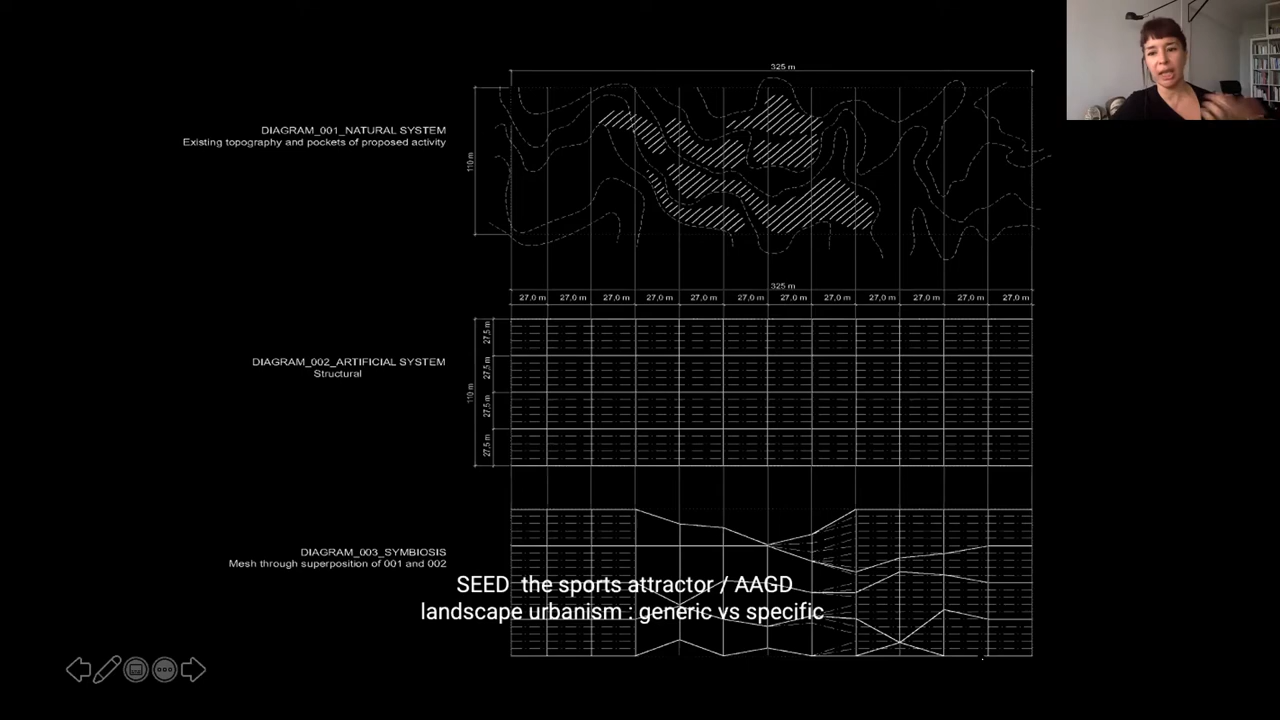 325 m
DIAGRAM_001_NATURAL SYSTEM
Existing topography and pockets of proposed activity
110 m
325 m
27,0 m 27,0 m 27,0 m 27,0 m 27,0 m 27,0 m 27,0 m 27,0 m 27,0 m 27,0 m 27,0 m 27,0 m
DIAGRAM_002_ARTIFICIAL SYSTEM
Structural
110 m
27,5 m
27,5 m
27,5 m
27,5 m
DIAGRAM_003_SYMBIOSIS
Mesh through superposition of 001 and 002
SEED the sports attractor / AAGD
landscape urbanism : generic vs specific